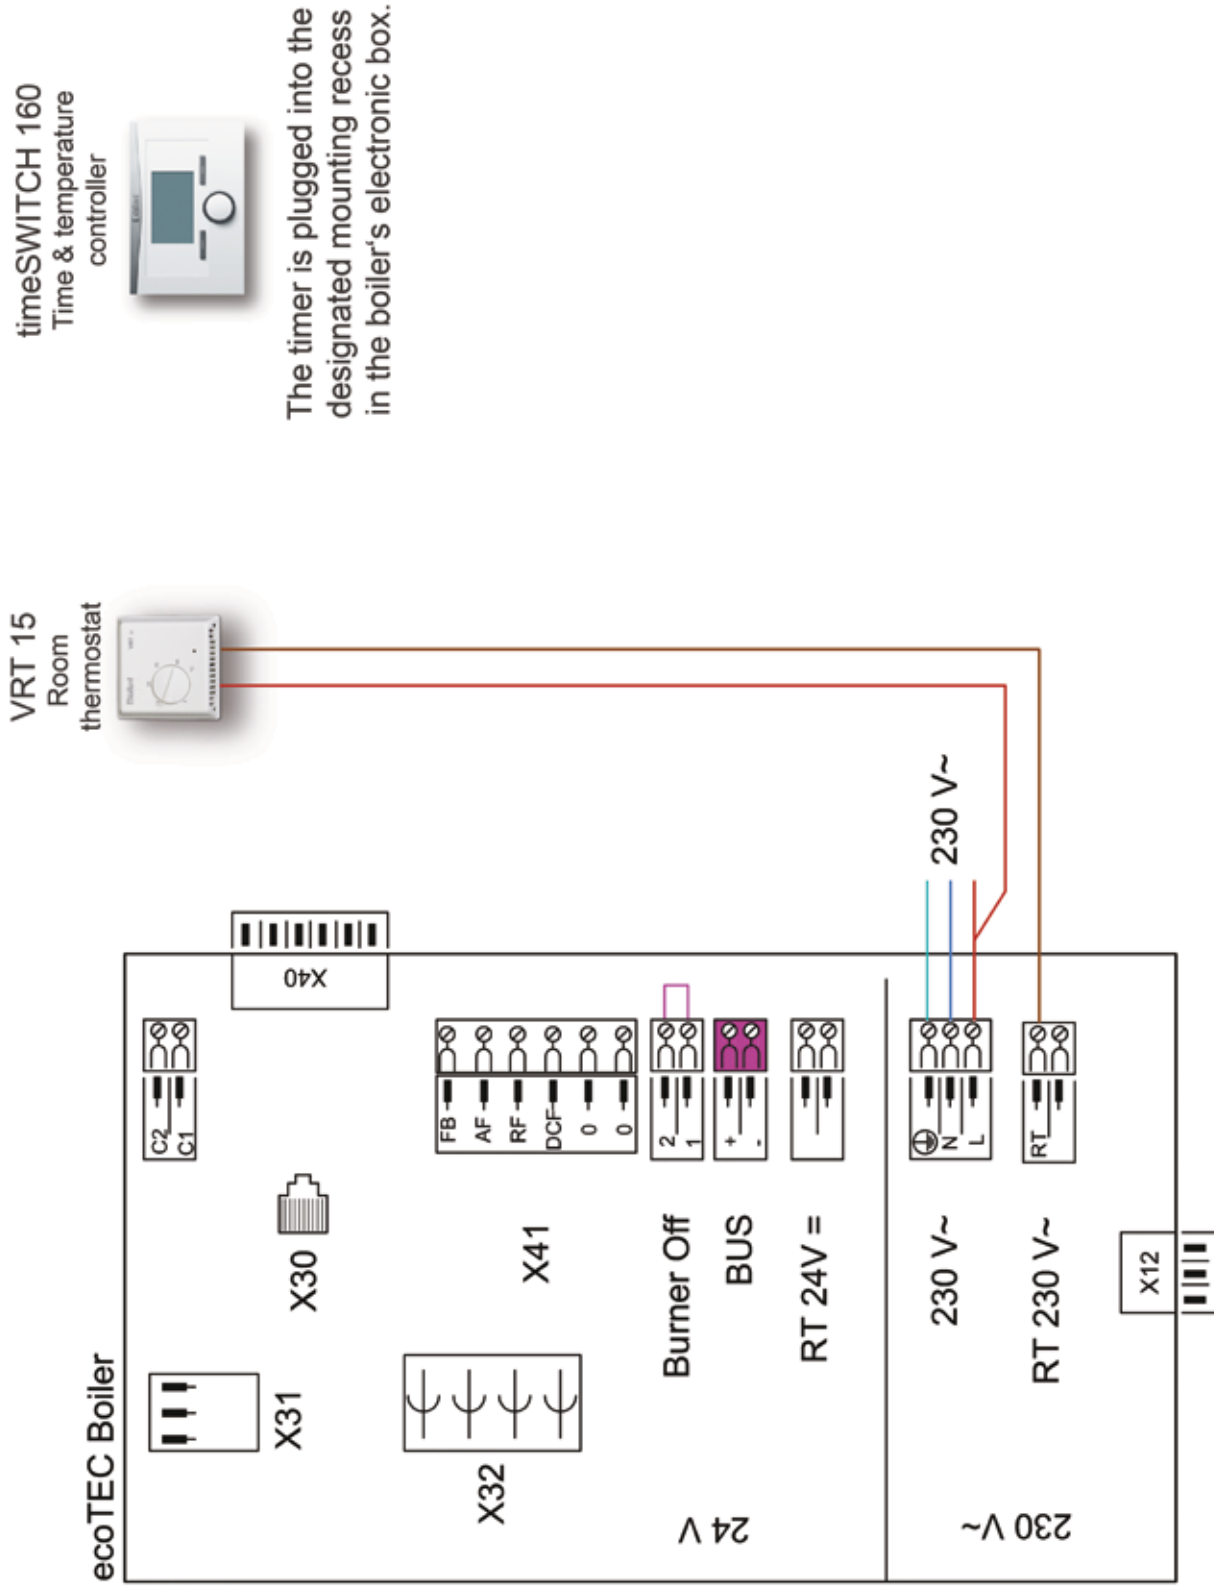 ecoTEC Boiler
VRT 15
Room
thermostat
timeSWITCH 160
Time & temperature
controller
The timer is plugged into the
designated mounting recess
in the boiler's electronic box.
X31
X30
C2
C1
X40
X32
X41
FB
AF
RF
DCF
0
0
24 V
Burner Off
2
1
BUS
+
-
RT 24V =
230 V~
230 V~
N
L
230 V~
RT 230 V~
RT
X12